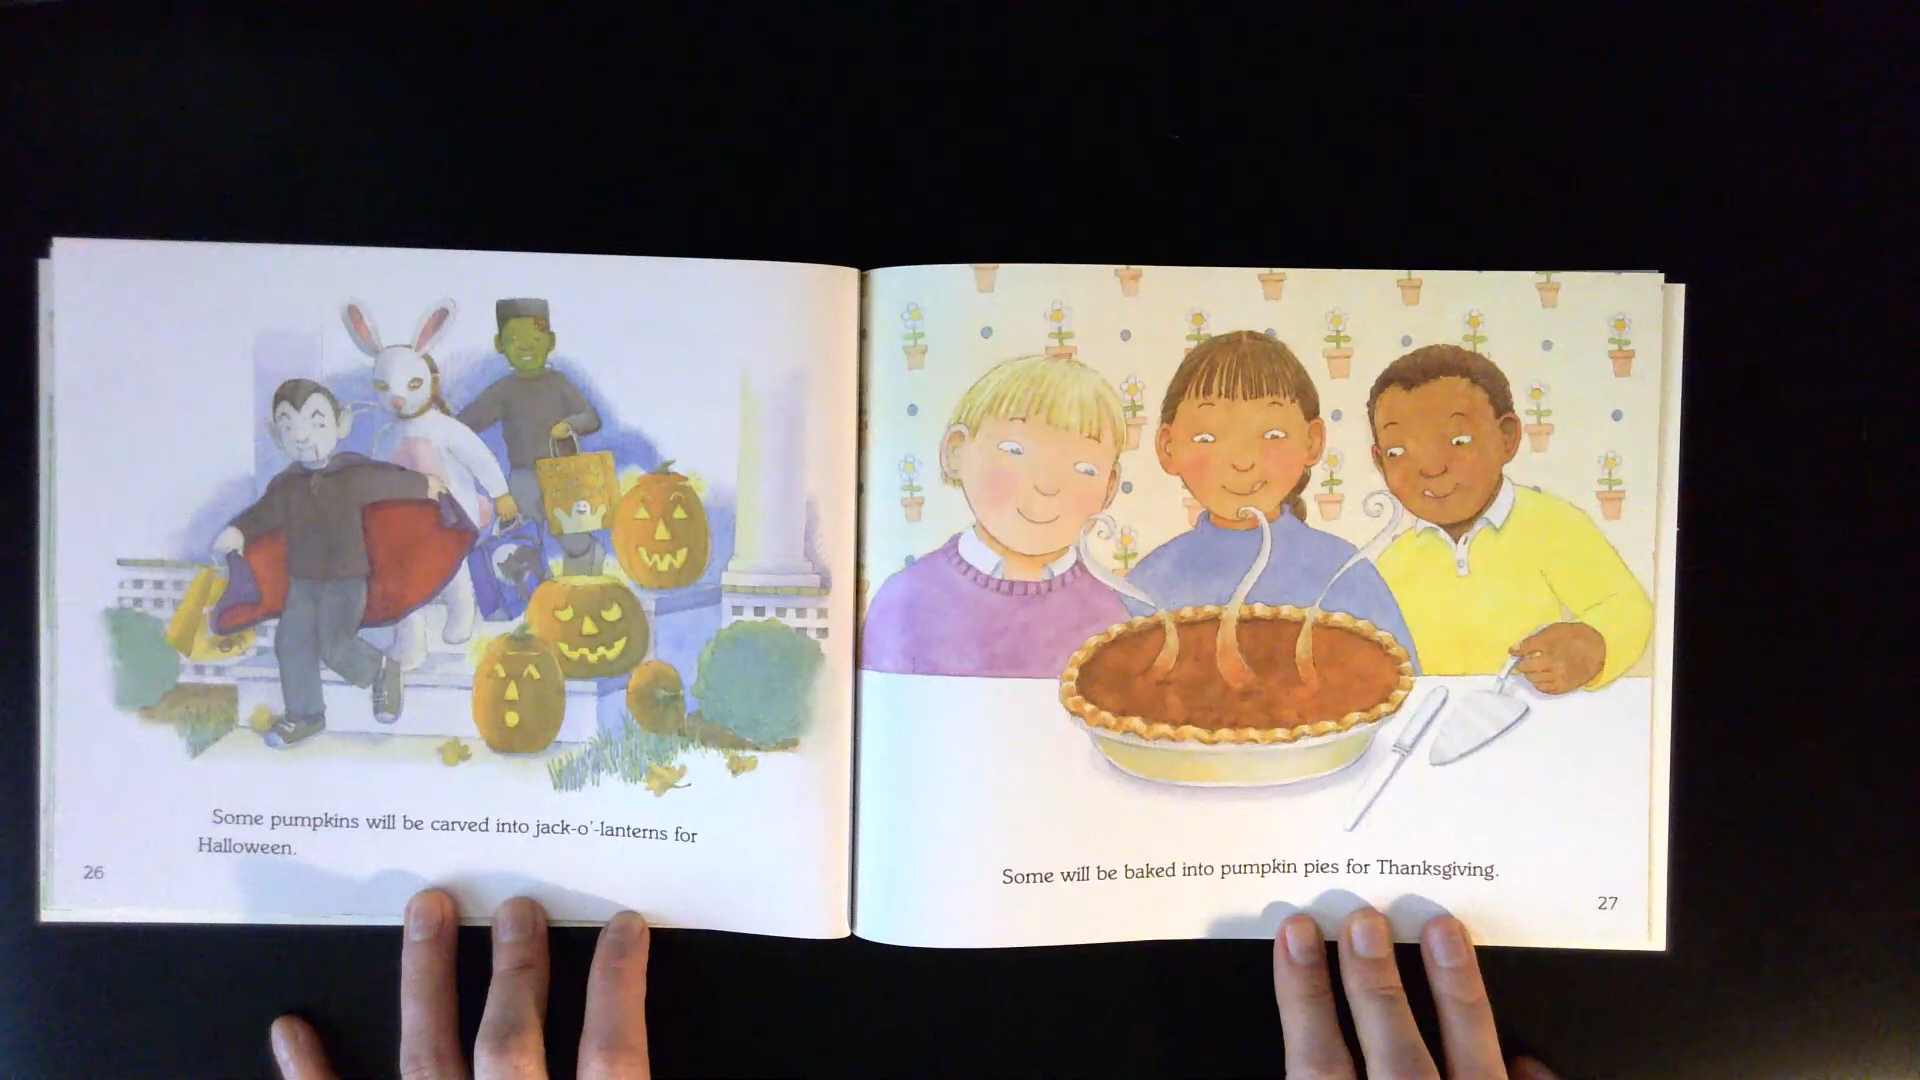 Some pumpkins will be carved into jack-o'-lanterns for
Halloween.
26
Some will be baked into pumpkin pies for Thanksgiving.
27